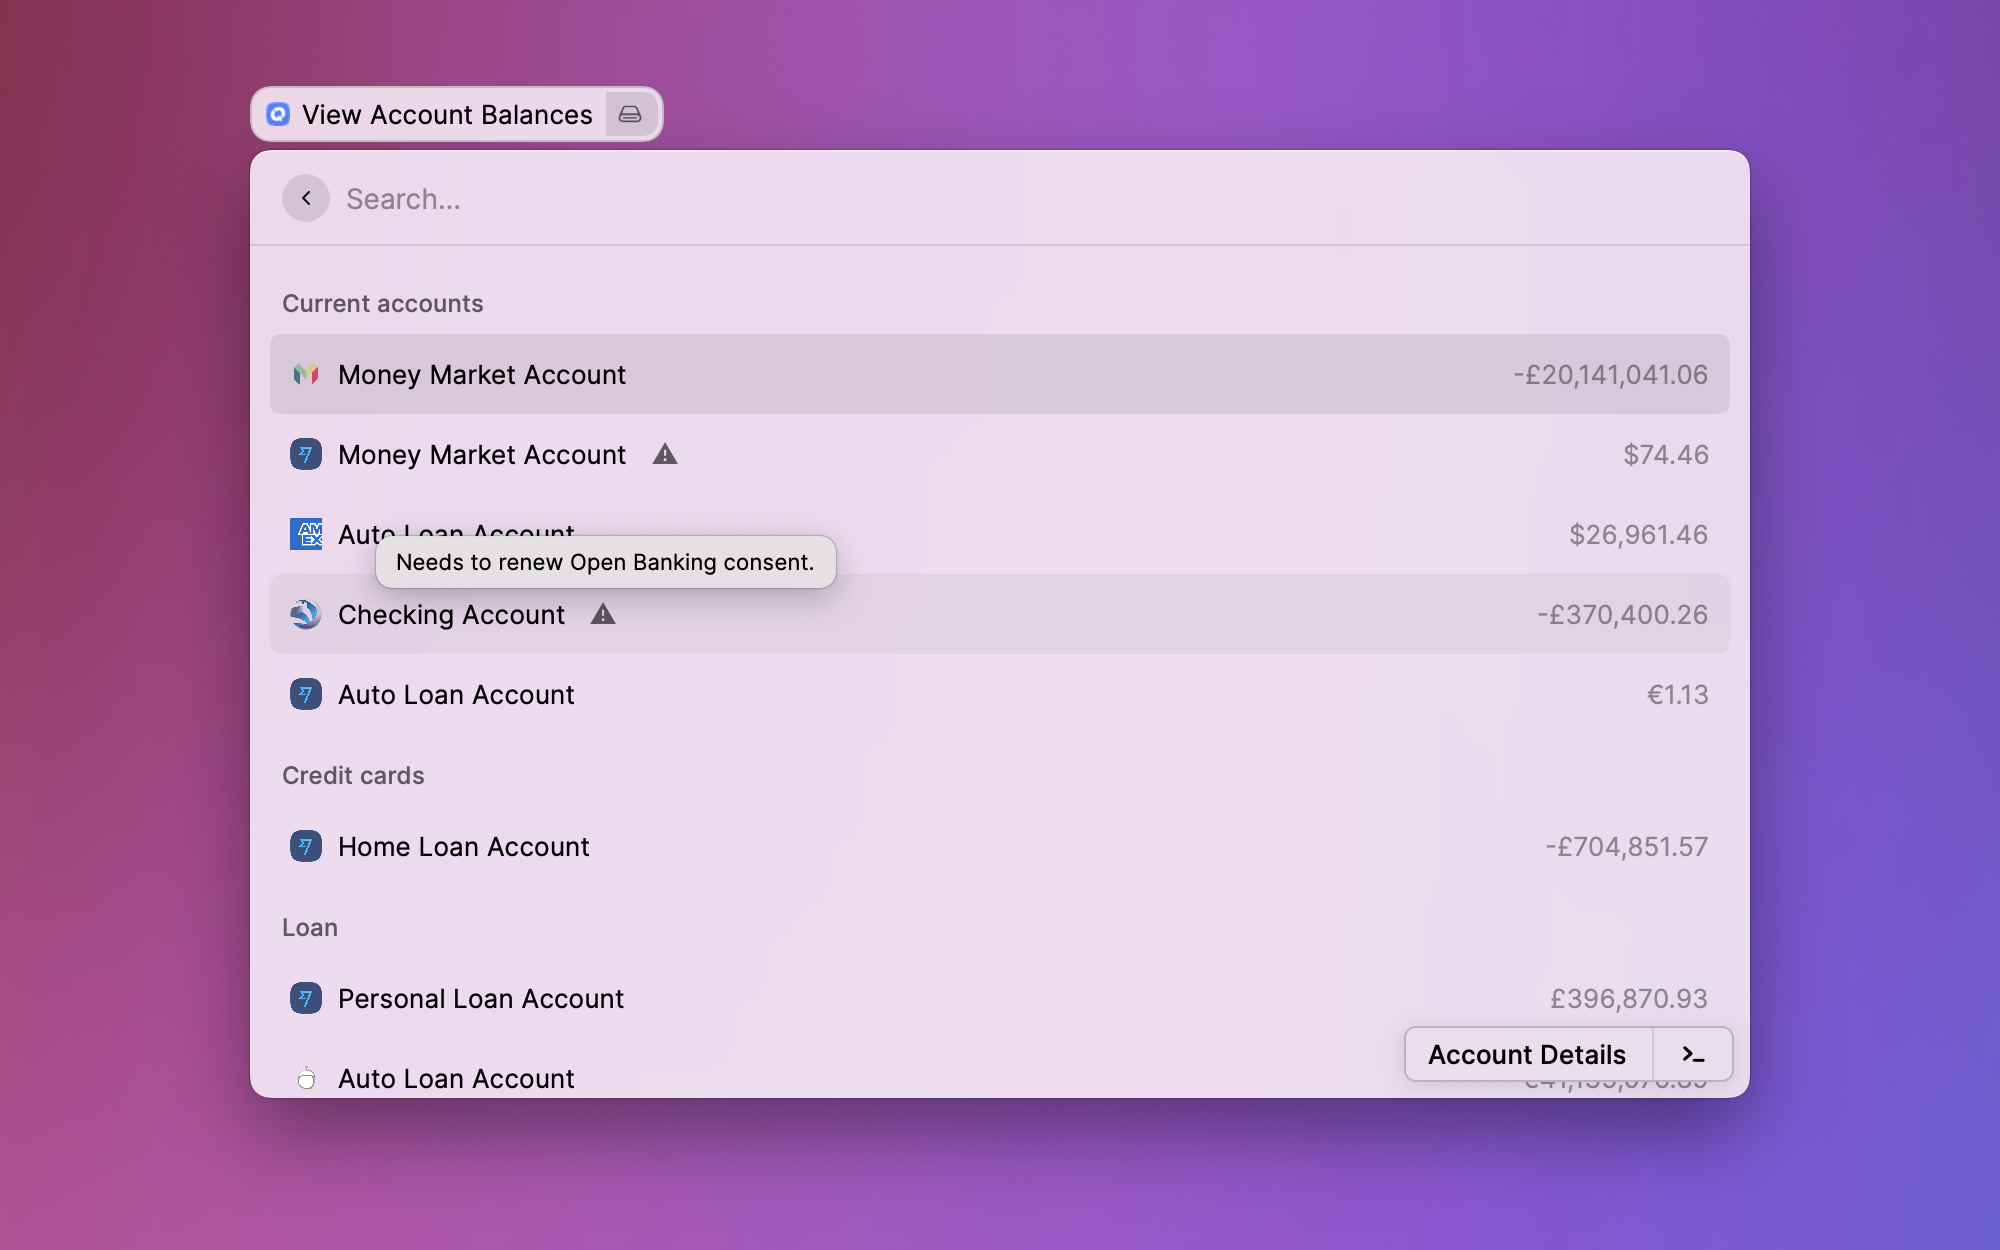 View Account Balances
Search...
Current accounts
Money Market Account -£20,141,041.06
Money Market Account $74.46
AM EX Auto Loan Account $26,961.46
Needs to renew Open Banking consent.
Checking Account -£370,400.26
Auto Loan Account €1.13
Credit cards
Home Loan Account -£704,851.57
Loan
Personal Loan Account £396,870.93
Account Details
Auto Loan Account